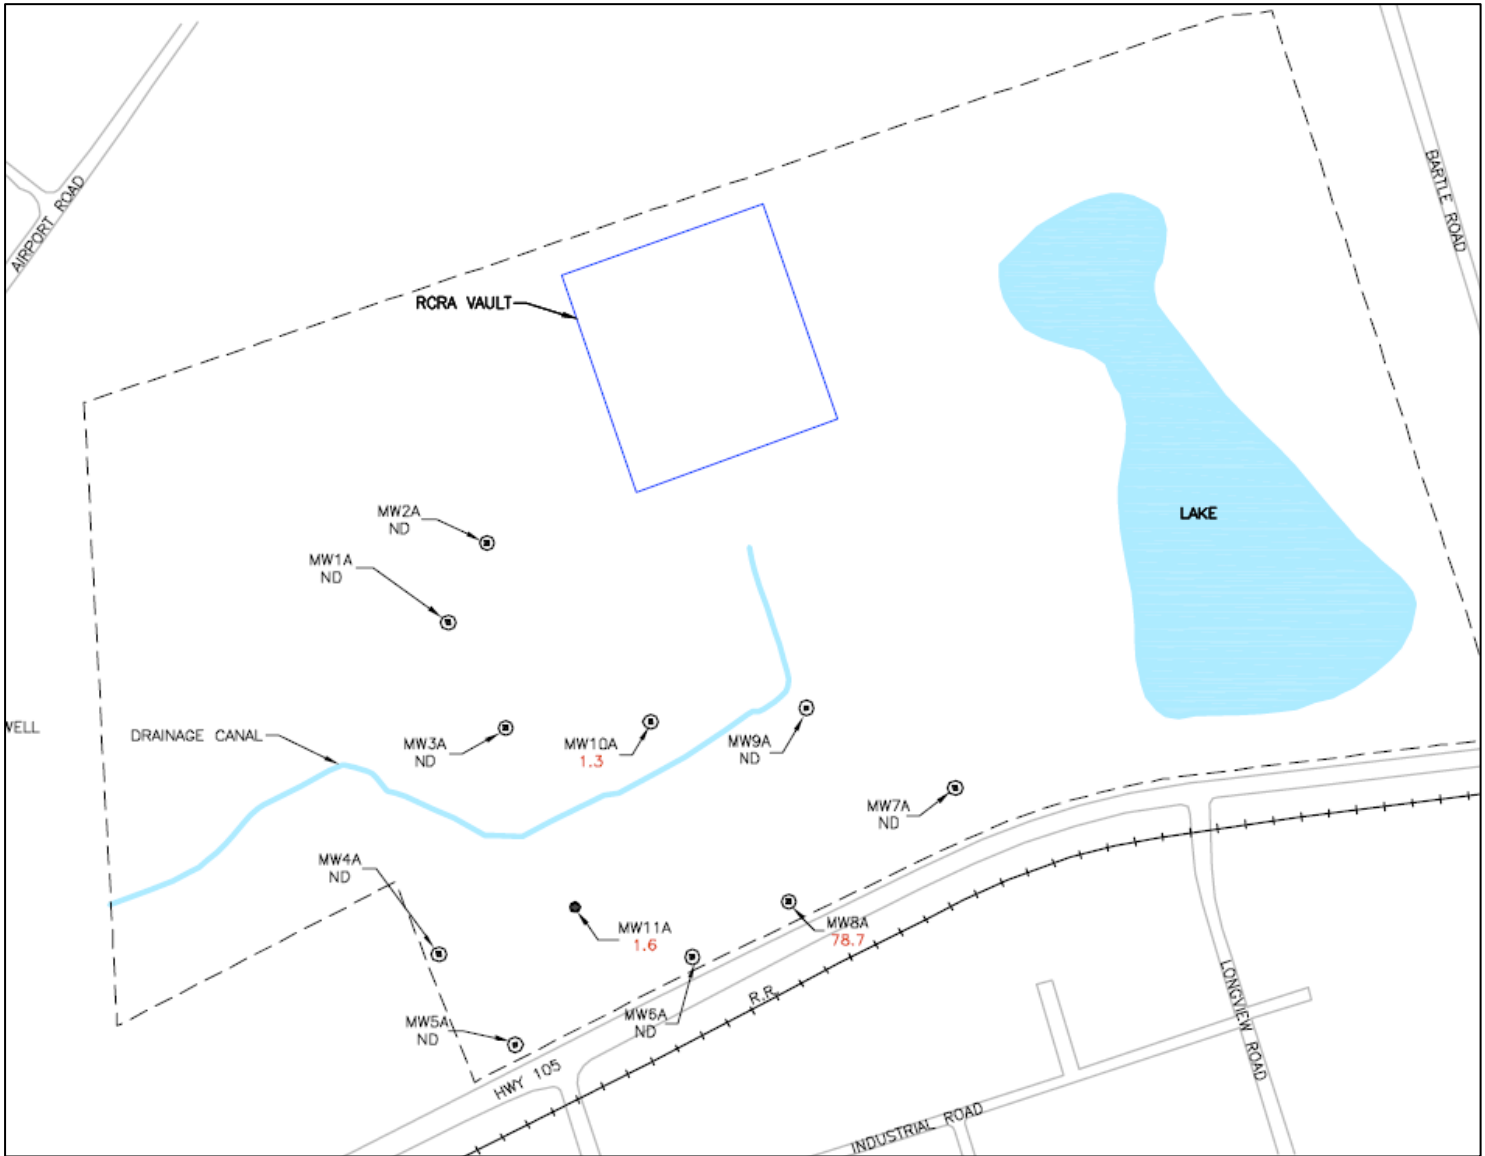 AIRPORT ROAD
BARTLE ROAD
RCRA VAULT
LAKE
MW2A
ND
MW1A
ND
WELL
DRAINAGE CANAL
MW3A
ND
MW10A
1.3
MW9A
ND
MW7A
ND
MW4A
ND
MW11A
1.6
MW8A
78.7
MW5A
ND
MW6A
ND
R.R.
HWY 105
LONGVIEW ROAD
INDUSTRIAL ROAD